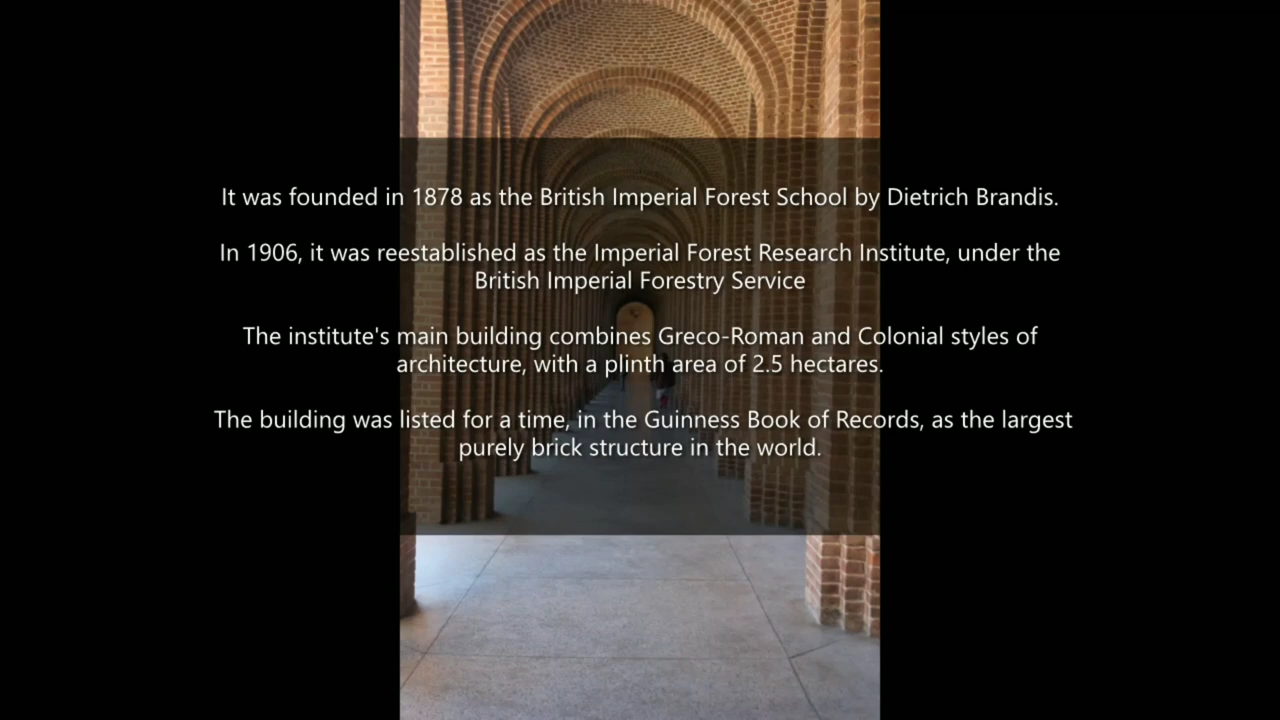 It was founded in 1878 as the British Imperial Forest School by Dietrich Brandis.
In 1906, it was reestablished as the Imperial Forest Research Institute, under the
British Imperial Forestry Service
The institute's main building combines Greco-Roman and Colonial styles of
architecture, with a plinth area of 2.5 hectares.
The building was listed for a time, in the Guinness Book of Records, as the largest
purely brick structure in the world.